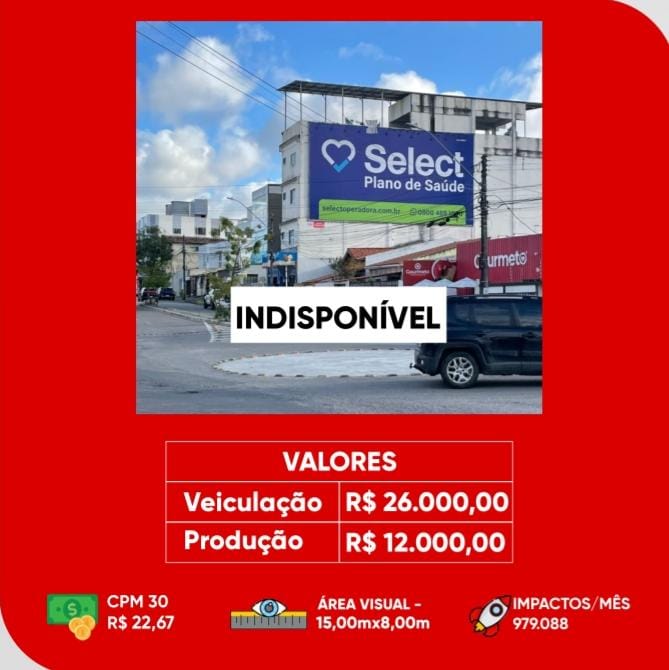 Select
Plano de Saúde
selectoperadora.com.br
Gourmeto
Gourmeto
INDISPONÍVEL
VALORES
Veiculação R$ 26.000,00
Produção R$ 12.000,00
CPM 30
R$ 22,67
ÁREA VISUAL -
15,00mx8,00m
IMPACTOS/MÊS
979.088